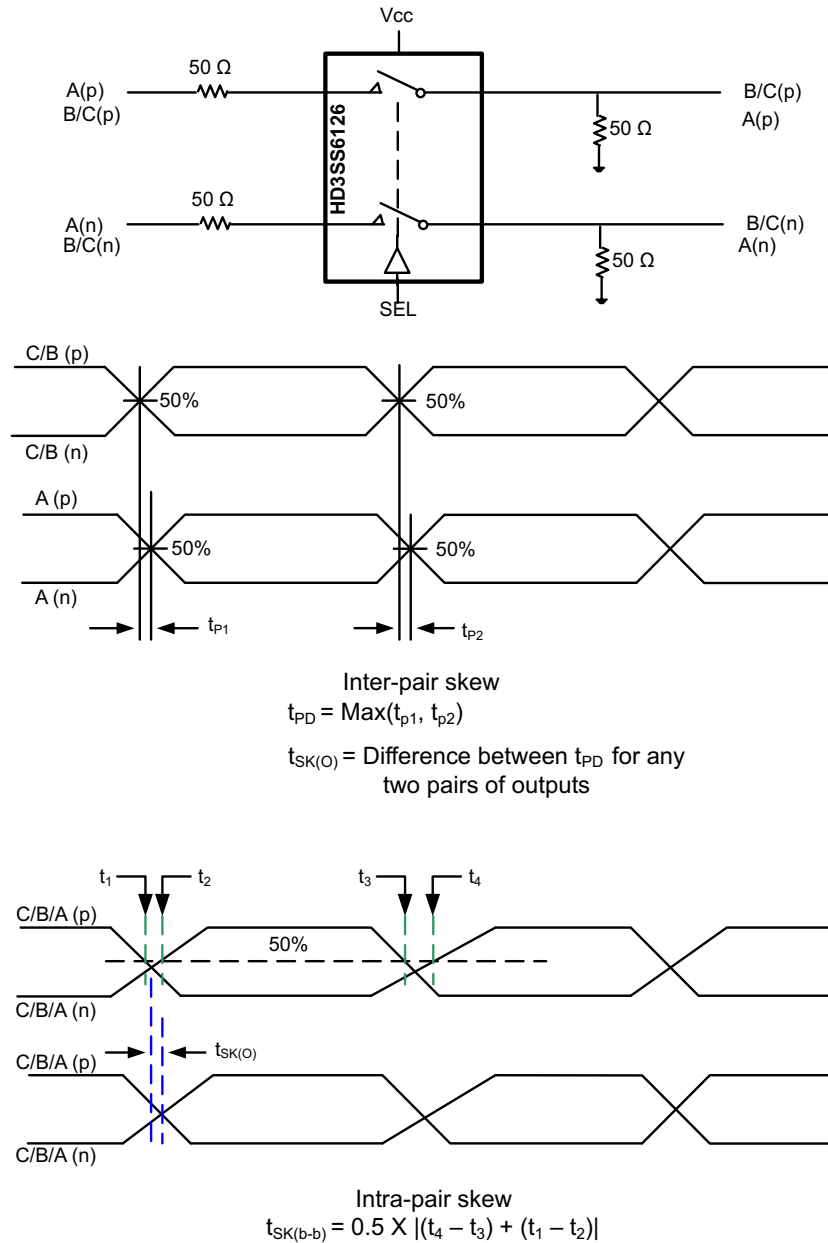 Vcc
50 Ω
A(p)
B/C(p)
B/C(p)
A(p)
50 Ω
HD3SS6126
50 Ω
A(n)
B/C(n)
B/C(n)
A(n)
50 Ω
SEL
C/B (p)
50%
50%
C/B (n)
A (p)
50%
50%
A (n)
tP1
tP2
Inter-pair skew
tPD = Max(tp1, tp2)
tSK(O) = Difference between tPD for any
two pairs of outputs
t1
t2
t3
t4
C/B/A (p)
50%
C/B/A (n)
C/B/A (p)
tSK(O)
C/B/A (n)
Intra-pair skew
tSK(b-b) = 0.5 X |(t4 – t3) + (t1 – t2)|